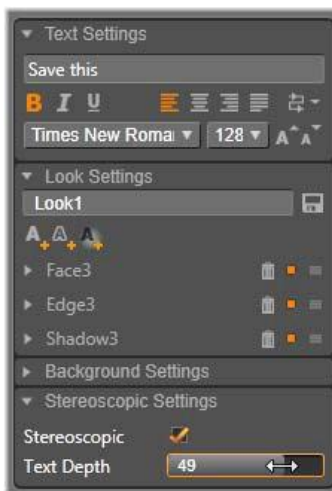 Text Settings
Save this
B I U
Times New Romai 128 A A
Look Settings
Look1
A A A
Face3
Edge3
Shadow3
Background Settings
Stereoscopic Settings
Stereoscopic
Text Depth 49